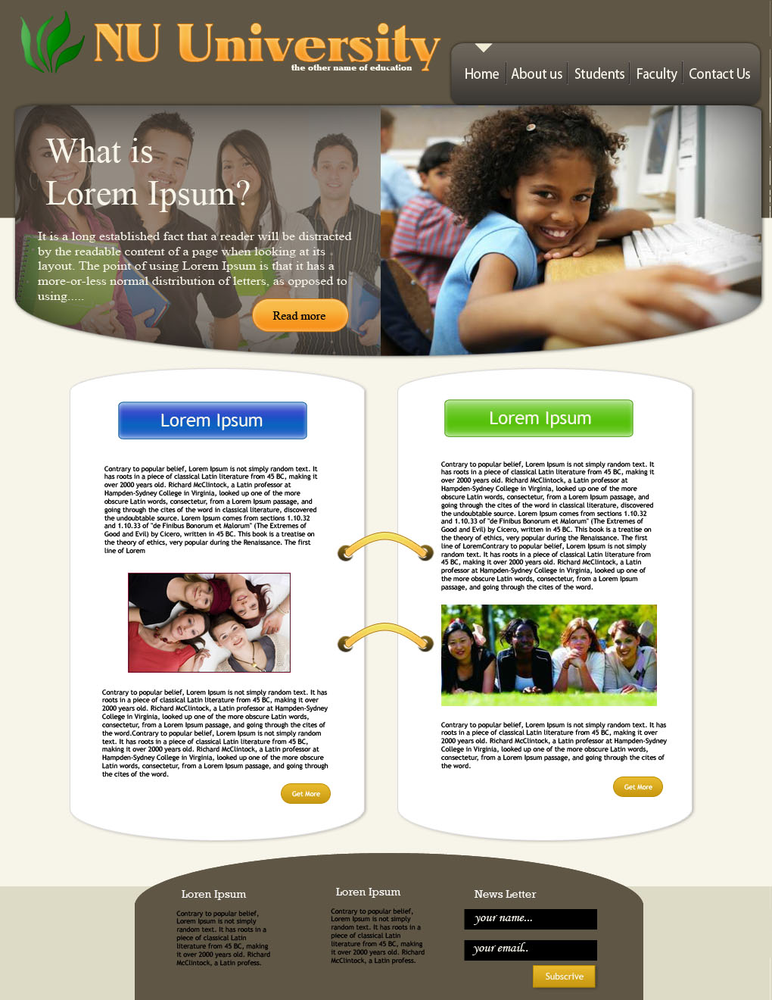 NU University
the other name of education
Home
About us
Students
Faculty
Contact Us
What is
Lorem Ipsum?
It is a long established fact that a reader will be distracted
by the readable content of a page when looking at its
layout. The point of using Lorem Ipsum is that it has a
more-or-less normal distribution of letters, as opposed to
using.....
Read more
Lorem Ipsum
Contrary to popular belief, Lorem Ipsum is not simply random text. It
has roots in a piece of classical Latin literature from 45 BC, making it
over 2000 years old. Richard McClintock, a Latin professor at
Hampden-Sydney College in Virginia, looked up one of the more
obscure Latin words, consectetur, from a Lorem Ipsum passage, and
going through the cites of the word in classical literature, discovered
the undoubtable source. Lorem Ipsum comes from sections 1.10.32
and 1.10.33 of "de Finibus Bonorum et Malorum" (The Extremes of
Good and Evil) by Cicero, written in 45 BC. This book is a treatise on
the theory of ethics, very popular during the Renaissance. The first
line of Lorem
Contrary to popular belief, Lorem Ipsum is not simply random text. It has
roots in a piece of classical Latin literature from 45 BC, making it over
2000 years old. Richard McClintock, a Latin professor at Hampden-Sydney
College in Virginia, looked up one of the more obscure Latin words,
consectetur, from a Lorem Ipsum passage, and going through the cites of
the word.Contrary to popular belief, Lorem Ipsum is not simply random
text. It has roots in a piece of classical Latin literature from 45 BC,
making it over 2000 years old. Richard McClintock, a Latin professor at
Hampden-Sydney College in Virginia, looked up one of the more obscure
Latin words, consectetur, from a Lorem Ipsum passage, and going through
the cites of the word.
Get More
Lorem Ipsum
Contrary to popular belief, Lorem Ipsum is not simply random text. It
has roots in a piece of classical Latin literature from 45 BC, making it
over 2000 years old. Richard McClintock, a Latin professor at
Hampden-Sydney College in Virginia, looked up one of the more
obscure Latin words, consectetur, from a Lorem Ipsum passage, and
going through the cites of the word in classical literature, discovered
the undoubtable source. Lorem Ipsum comes from sections 1.10.32
and 1.10.33 of "de Finibus Bonorum et Malorum" (The Extremes of
Good and Evil) by Cicero, written in 45 BC. This book is a treatise on
the theory of ethics, very popular during the Renaissance. The first
line of LoremContrary to popular belief, Lorem Ipsum is not simply
random text. It has roots in a piece of classical Latin literature from
45 BC, making it over 2000 years old. Richard McClintock, a Latin
professor at Hampden-Sydney College in Virginia, looked up one of
the more obscure Latin words, consectetur, from a Lorem Ipsum
passage, and going through the cites of the word.
Contrary to popular belief, Lorem Ipsum is not simply random text. It has
roots in a piece of classical Latin literature from 45 BC, making it over
2000 years old. Richard McClintock, a Latin professor at Hampden-Sydney
College in Virginia, looked up one of the more obscure Latin words,
consectetur, from a Lorem Ipsum passage, and going through the cites of
the word.
Get More
Loren Ipsum
Contrary to popular belief,
Lorem Ipsum is not simply
random text. It has roots in a
piece of classical Latin
literature from 45 BC, making
it over 2000 years old. Richard
McClintock, a Latin profess.
Loren Ipsum
Contrary to popular belief,
Lorem Ipsum is not simply
random text. It has roots in a
piece of classical Latin
literature from 45 BC, making
it over 2000 years old. Richard
McClintock, a Latin profess.
News Letter
your name...
your email..
Subscrive